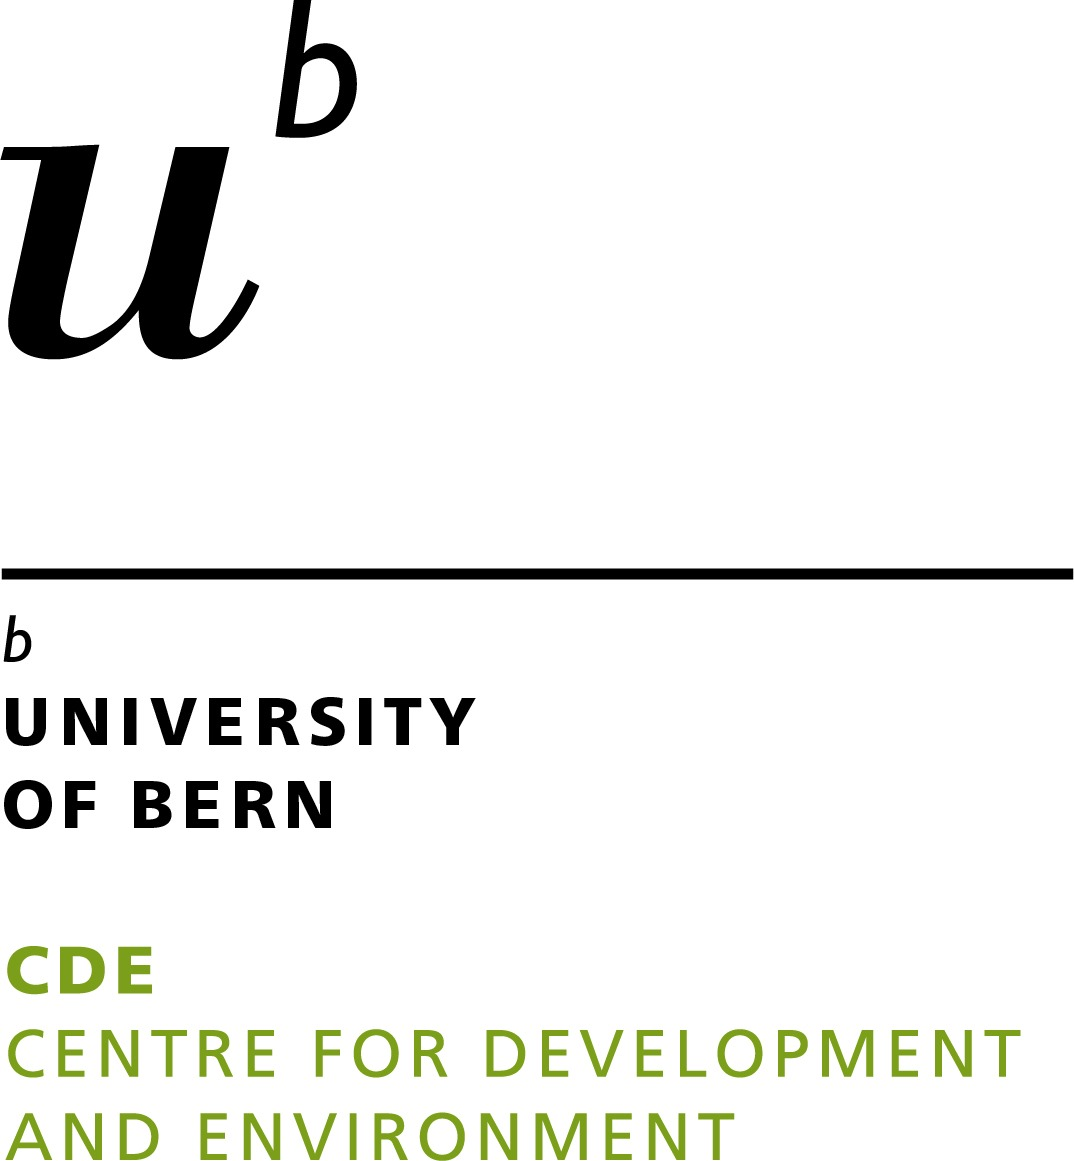 u b
b
UNIVERSITY
OF BERN
CDE
CENTRE FOR DEVELOPMENT
AND ENVIRONMENT